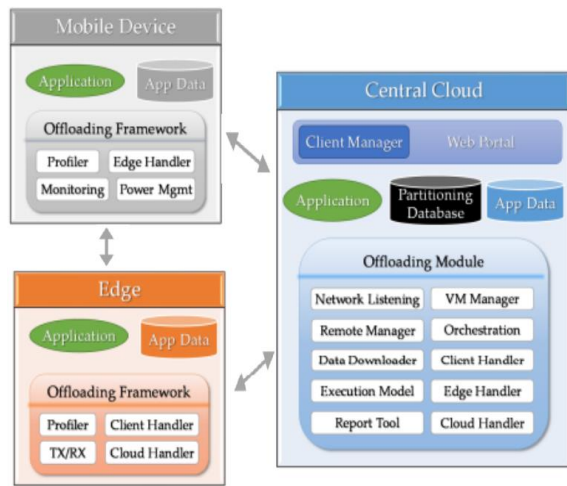 Mobile Device
Application
App Data
Offloading Framework
Profiler
Edge Handler
Monitoring
Power Mgmt
Edge
Application
App Data
Offloading Framework
Profiler
Client Handler
TX/RX
Cloud Handler
Central Cloud
Client Manager
Web Portal
Application
Partitioning
Database
App Data
Offloading Module
Network Listening
VM Manager
Remote Manager
Orchestration
Data Downloader
Client Handler
Execution Model
Edge Handler
Report Tool
Cloud Handler